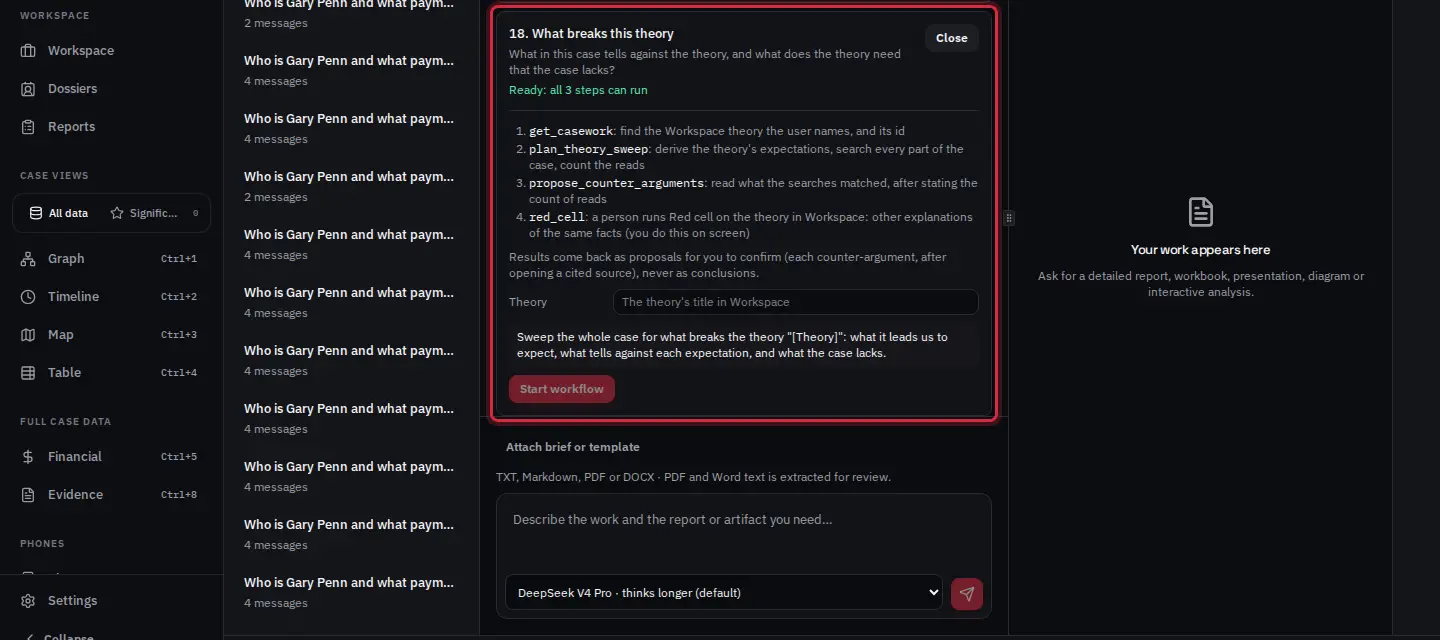 WORKSPACE
Workspace
Dossiers
Reports
CASE VIEWS
All data
Signific...
0
Graph
Ctrl+1
Timeline
Ctrl+2
Map
Ctrl+3
Table
Ctrl+4
FULL CASE DATA
Financial
Ctrl+5
Evidence
Ctrl+8
PHONES
Settings
Collapse
Who is Gary Penn and what paym...
2 messages
Who is Gary Penn and what paym...
4 messages
Who is Gary Penn and what paym...
4 messages
Who is Gary Penn and what paym...
2 messages
Who is Gary Penn and what paym...
4 messages
Who is Gary Penn and what paym...
4 messages
Who is Gary Penn and what paym...
4 messages
Who is Gary Penn and what paym...
4 messages
Who is Gary Penn and what paym...
4 messages
Who is Gary Penn and what paym...
4 messages
Who is Gary Penn and what paym...
4 messages
18. What breaks this theory
Close
What in this case tells against the theory, and what does the theory need
that the case lacks?
Ready: all 3 steps can run
1. get_casework: find the Workspace theory the user names, and its id
2. plan_theory_sweep: derive the theory's expectations, search every part of the
case, count the reads
3. propose_counter_arguments: read what the searches matched, after stating the
count of reads
4. red_cell: a person runs Red cell on the theory in Workspace: other explanations
of the same facts (you do this on screen)
Results come back as proposals for you to confirm (each counter-argument, after
opening a cited source), never as conclusions.
Theory
The theory's title in Workspace
Sweep the whole case for what breaks the theory "[Theory]": what it leads us to
expect, what tells against each expectation, and what the case lacks.
Start workflow
Attach brief or template
TXT, Markdown, PDF or DOCX · PDF and Word text is extracted for review.
Describe the work and the report or artifact you need...
DeepSeek V4 Pro · thinks longer (default)
Your work appears here
Ask for a detailed report, workbook, presentation, diagram or
interactive analysis.